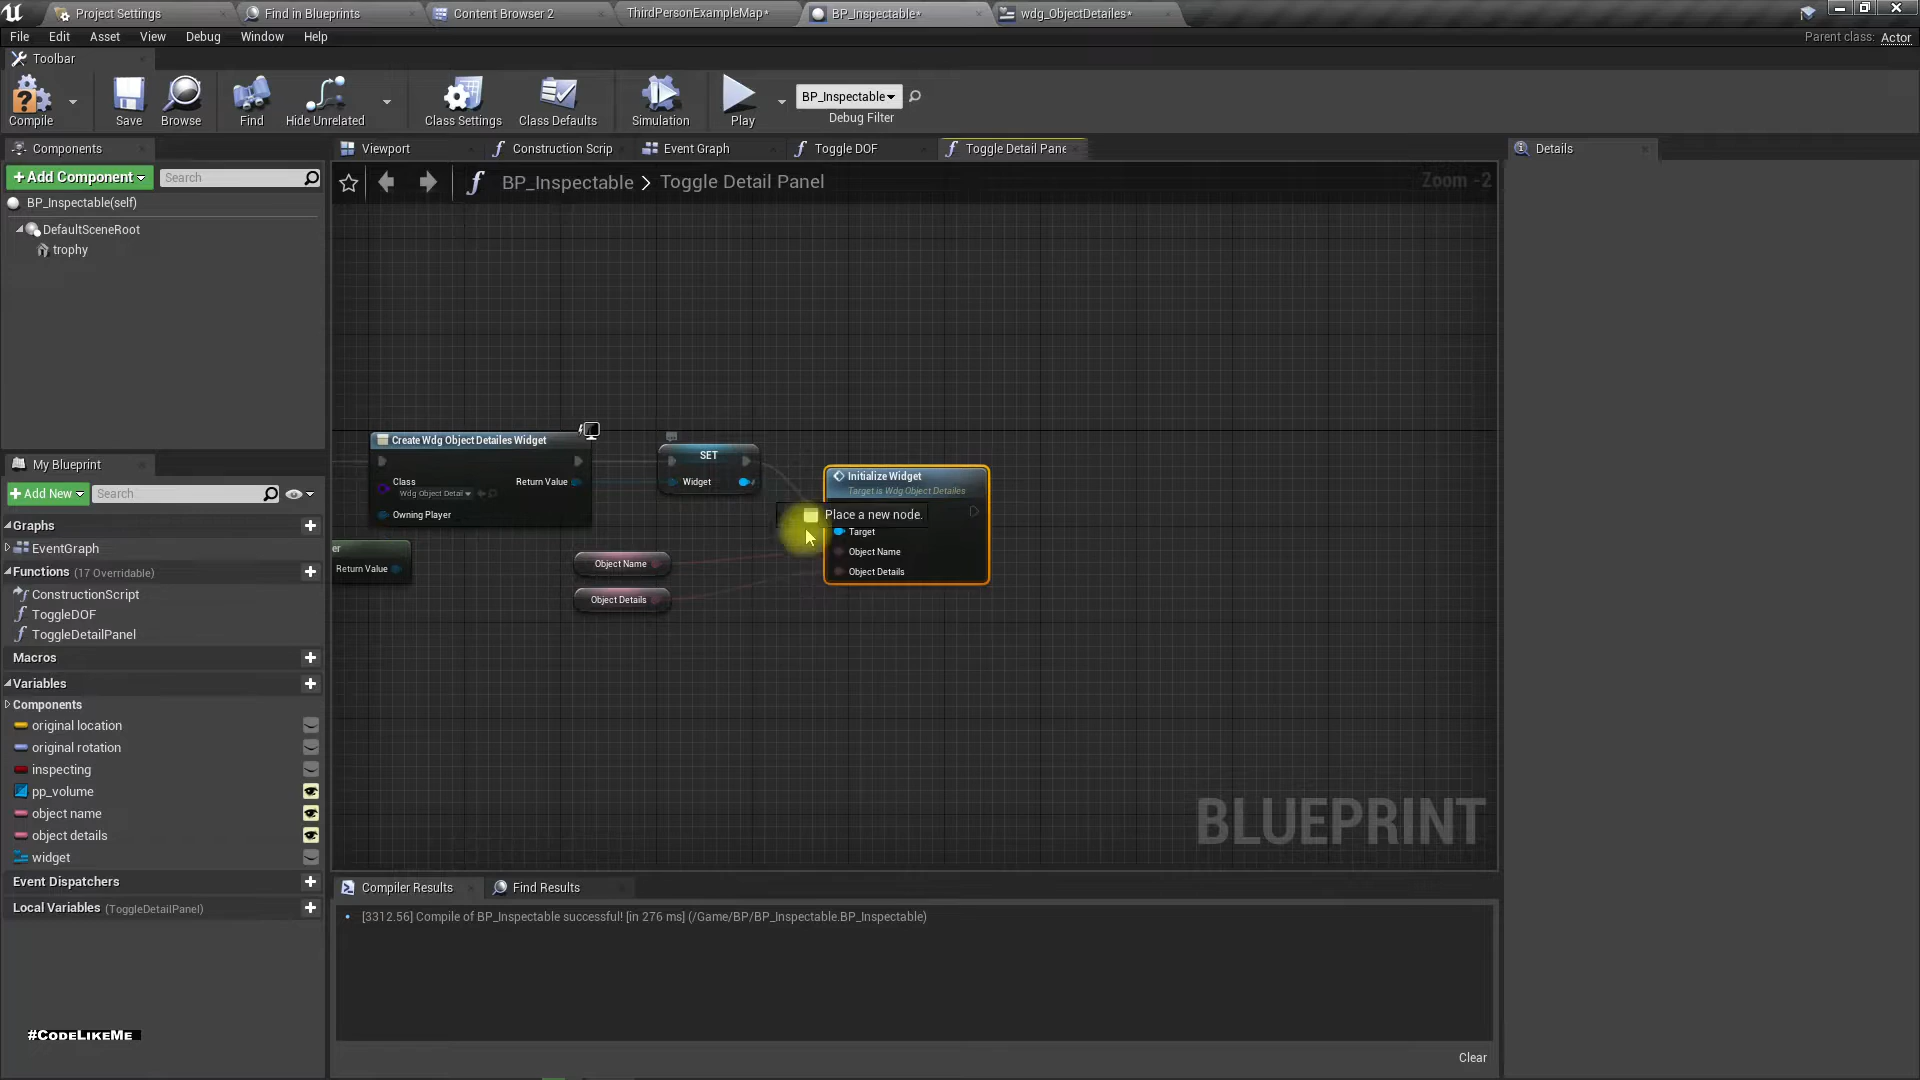 Project Settings
Find in Blueprints
Content Browser 2
ThirdPersonExampleMap*
BP_Inspectable*
wdg_ObjectDetailes*
File
Edit
Asset
View
Debug
Window
Help
Parent class: Actor
Toolbar
Compile
Save
Browse
Find
Hide Unrelated
Class Settings
Class Defaults
Simulation
Play
BP_Inspectable
Debug Filter
Components
Viewport
Construction Scrip
Event Graph
Toggle DOF
Toggle Detail Pane
Details
+Add Component
Search
BP_Inspectable > Toggle Detail Panel
Zoom -2
BP_Inspectable(self)
DefaultSceneRoot
trophy
Create Wdg Object Detailes Widget
Class
Wdg Object Detai
Return Value
Owning Player
SET
Widget
Initialize Widget
Target is Wdg Object Detailes
Place a new node.
Target
Object Name
Object Details
er
Return Value
Object Name
Object Details
My Blueprint
+Add New
Search
Graphs
EventGraph
Functions (17 Overridable)
ConstructionScript
ToggleDOF
ToggleDetailPanel
Macros
Variables
Components
original location
original rotation
inspecting
pp_volume
object name
object details
widget
Event Dispatchers
Local Variables (ToggleDetailPanel)
BLUEPRINT
Compiler Results
Find Results
[3312.56] Compile of BP_Inspectable successful! [in 276 ms] (/Game/BP/BP_Inspectable.BP_Inspectable)
Clear
#CodeLikeMe